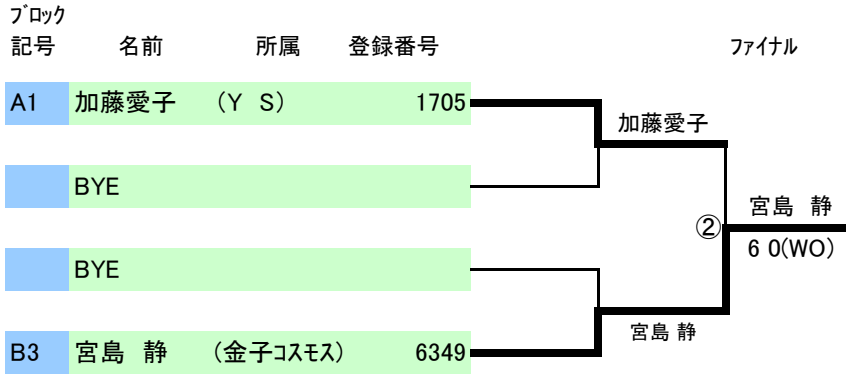 ﾌﾞﾛｯｸ
記号 名前 所属 登録番号 ﾌｧｲﾅﾙ
A1 加藤愛子 （Y S） 1705
加藤愛子
BYE
宮島 静
②
6 0(WO)
BYE
宮島 静
B3 宮島 静 （金子ｺｽﾓｽ） 6349